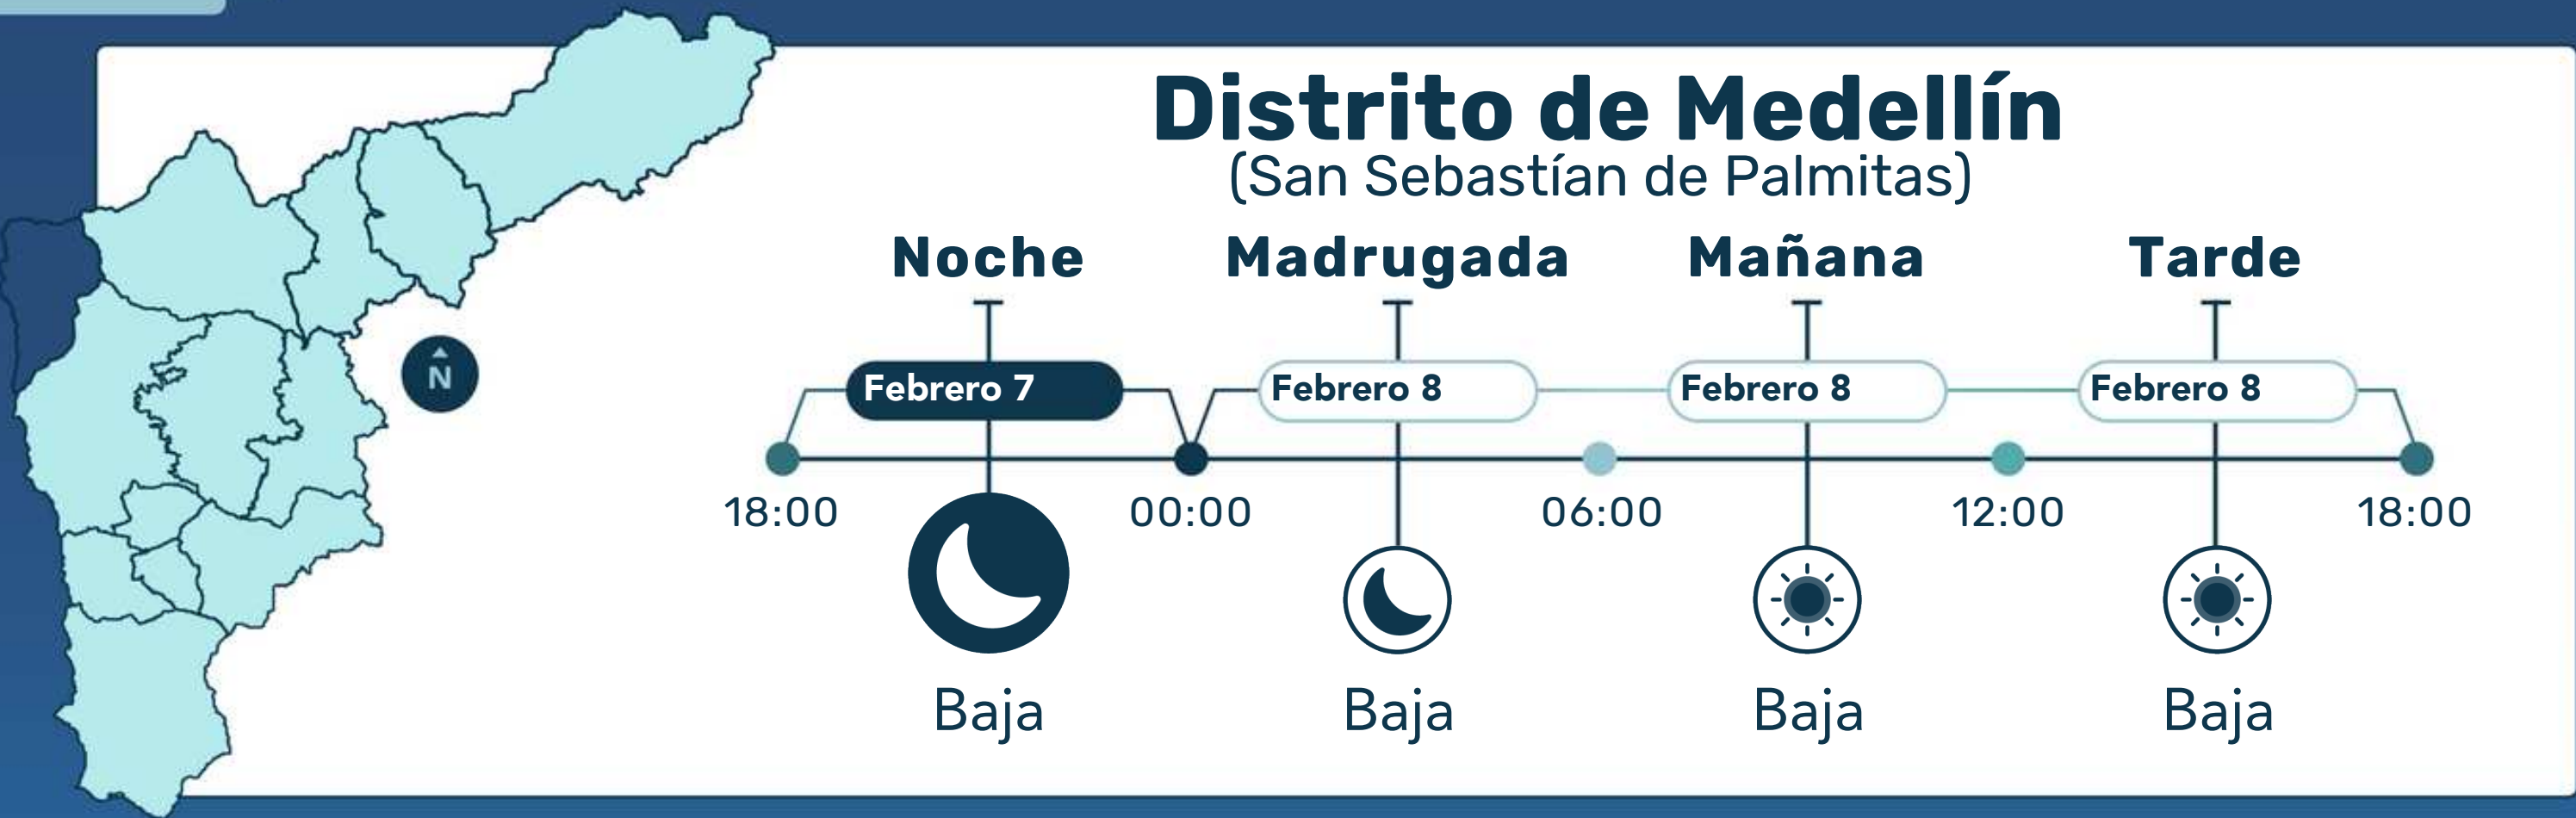 Distrito de Medellín
(San Sebastían de Palmitas)
Noche Madrugada Mañana Tarde
Febrero 7 Febrero 8 Febrero 8 Febrero 8
N
18:00 00:00 06:00 12:00 18:00
Baja Baja Baja Baja